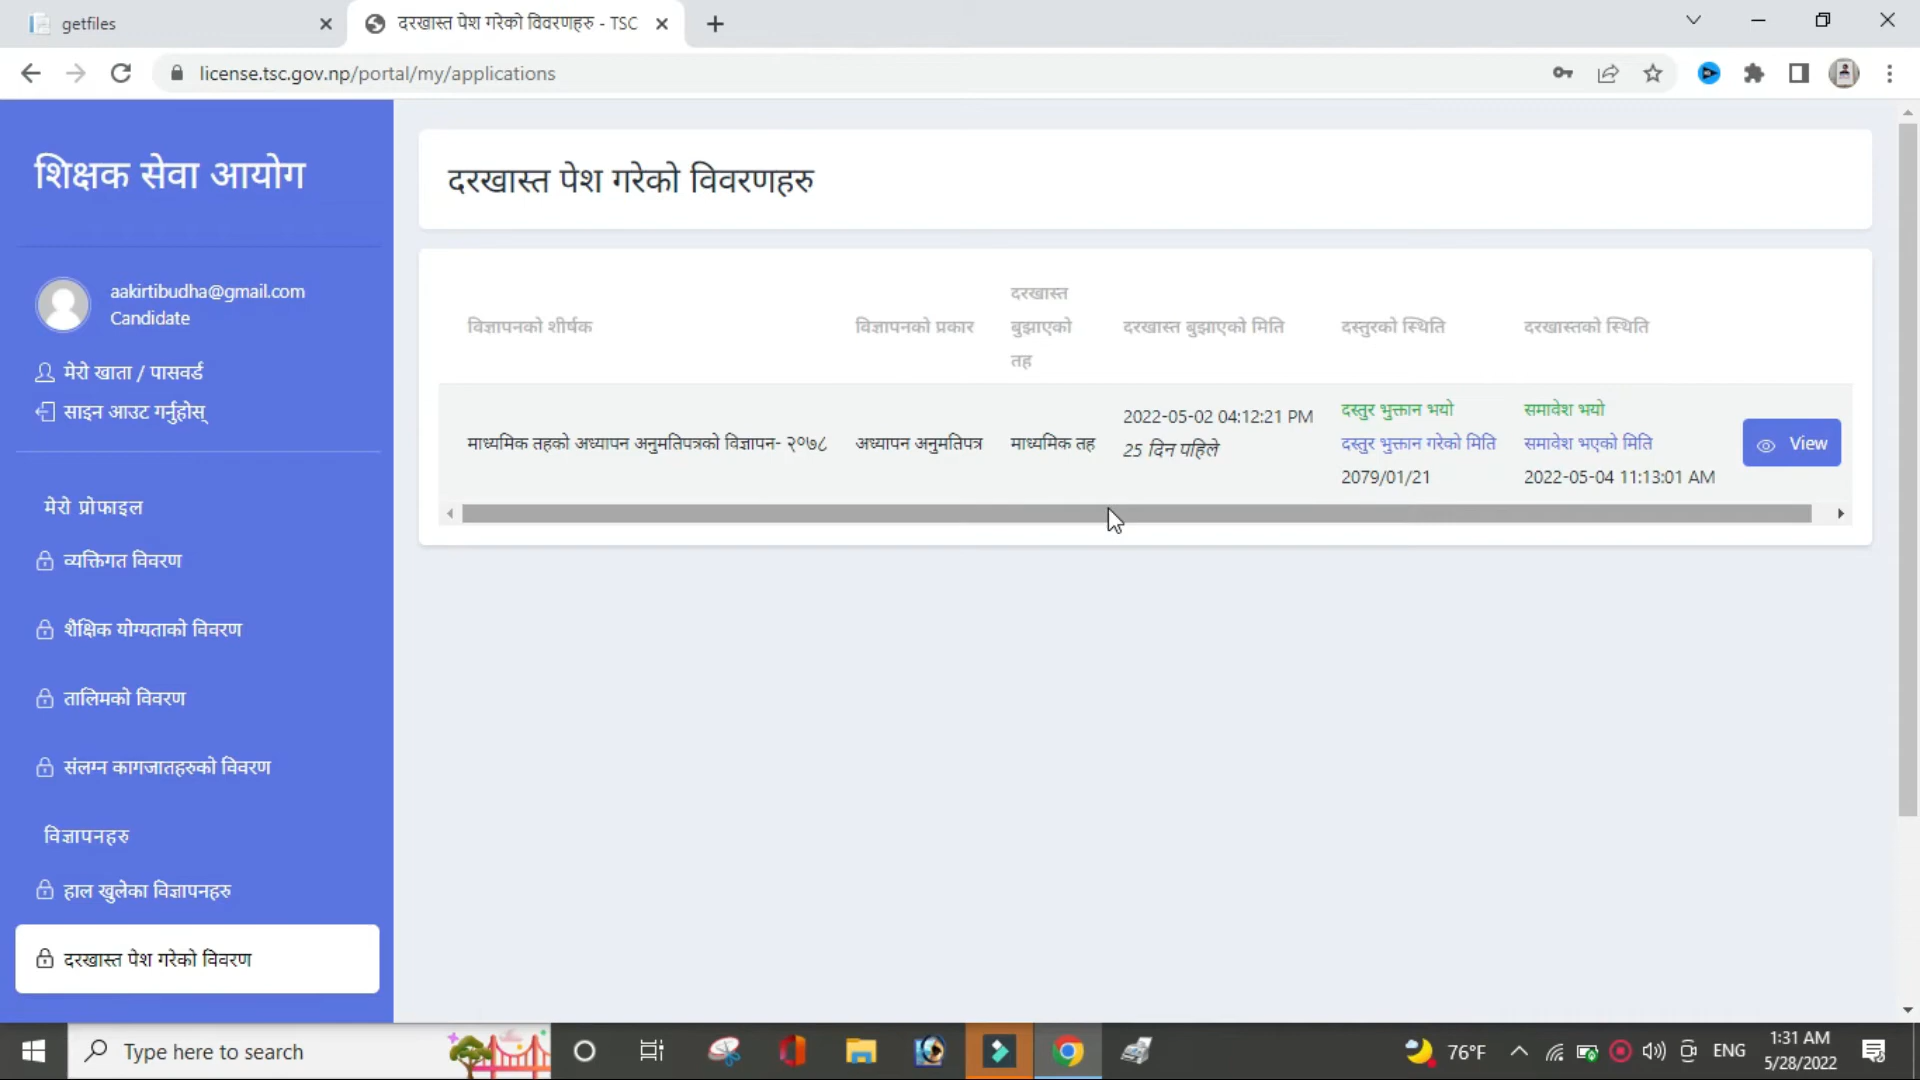 getfiles
दरखास्त पेश गरेको विवरणहरु - TSC
license.tsc.gov.np/portal/my/applications
शिक्षक सेवा आयोग
aakirtibudha@gmail.com
Candidate
मेरो खाता / पासवर्ड
साइन आउट गर्नुहोस्
मेरो प्रोफाइल
व्यक्तिगत विवरण
शैक्षिक योग्यताको विवरण
तालिमको विवरण
संलग्न कागजातहरुको विवरण
विज्ञापनहरु
हाल खुलेका विज्ञापनहरु
दरखास्त पेश गरेको विवरण
दरखास्त पेश गरेको विवरणहरु
विज्ञापनको शीर्षक
विज्ञापनको प्रकार
दरखास्त
बुझाएको
तह
दरखास्त बुझाएको मिति
दस्तुरको स्थिति
दरखास्तको स्थिति
माध्यमिक तहको अध्यापन अनुमतिपत्रको विज्ञापन- २०७८
अध्यापन अनुमतिपत्र
माध्यमिक तह
2022-05-02 04:12:21 PM
25 दिन पहिले
दस्तुर भुक्तान भयो
दस्तुर भुक्तान गरेको मिति
2079/01/21
समावेश भयो
समावेश भएको मिति
2022-05-04 11:13:01 AM
View
Type here to search
76°F
ENG
1:31 AM
5/28/2022